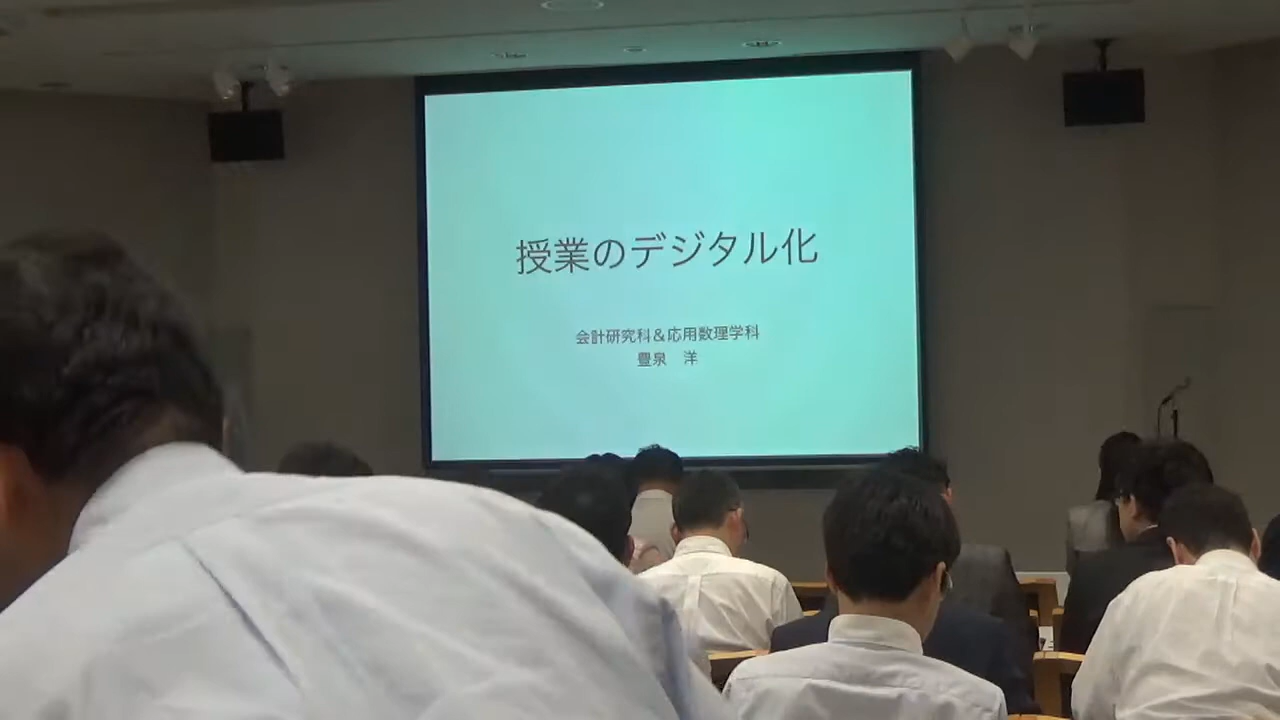 授業のデジタル化
会計研究科＆応用数理学科
豊泉　洋